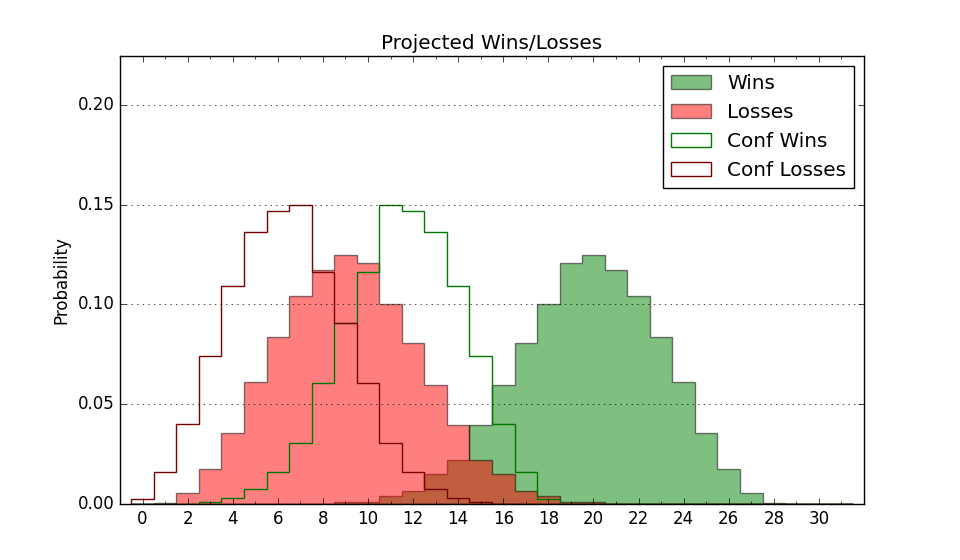 Projected Wins/Losses
Wins
Losses
Conf Wins
Conf Losses
Probability
0.20
0.15
0.10
0.05
0.00
0 2 4 6 8 10 12 14 16 18 20 22 24 26 28 30